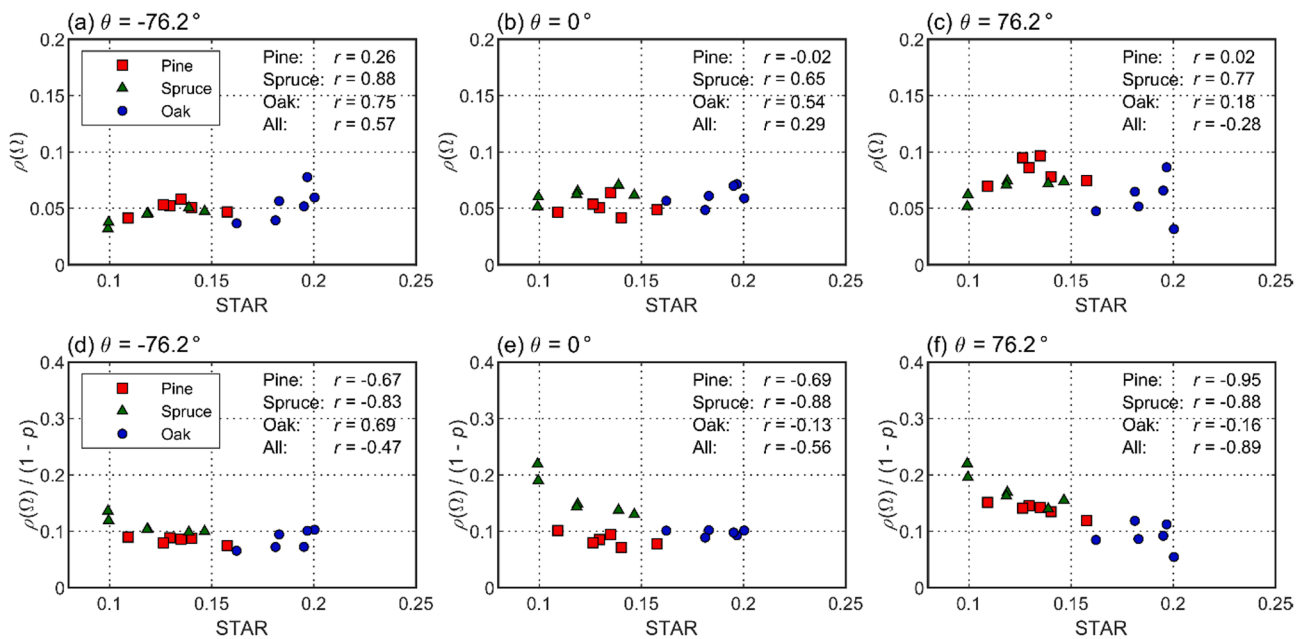 (a) θ = -76.2°
0.2
0.15
0.1
0.05
0
ρ(Ω)
Pine
Spruce
Oak
Pine: r = 0.26
Spruce: r = 0.88
Oak: r = 0.75
All: r = 0.57
0.1 0.15 0.2 0.25
STAR
(b) θ = 0°
0.2
0.15
0.1
0.05
0
ρ(Ω)
Pine: r = -0.02
Spruce: r = 0.65
Oak: r = 0.54
All: r = 0.29
0.1 0.15 0.2 0.25
STAR
(c) θ = 76.2°
0.2
0.15
0.1
0.05
0
ρ(Ω)
Pine: r = 0.02
Spruce: r = 0.77
Oak: r = 0.18
All: r = -0.28
0.1 0.15 0.2 0.25
STAR
(d) θ = -76.2°
0.4
0.3
0.2
0.1
0
ρ(Ω) / (1 - p)
Pine
Spruce
Oak
Pine: r = -0.67
Spruce: r = -0.83
Oak: r = 0.69
All: r = -0.47
0.1 0.15 0.2 0.25
STAR
(e) θ = 0°
0.4
0.3
0.2
0.1
0
ρ(Ω) / (1 - p)
Pine: r = -0.69
Spruce: r = -0.88
Oak: r = -0.13
All: r = -0.56
0.1 0.15 0.2 0.25
STAR
(f) θ = 76.2°
0.4
0.3
0.2
0.1
0
ρ(Ω) / (1 - p)
Pine: r = -0.95
Spruce: r = -0.88
Oak: r = -0.16
All: r = -0.89
0.1 0.15 0.2 0.25
STAR